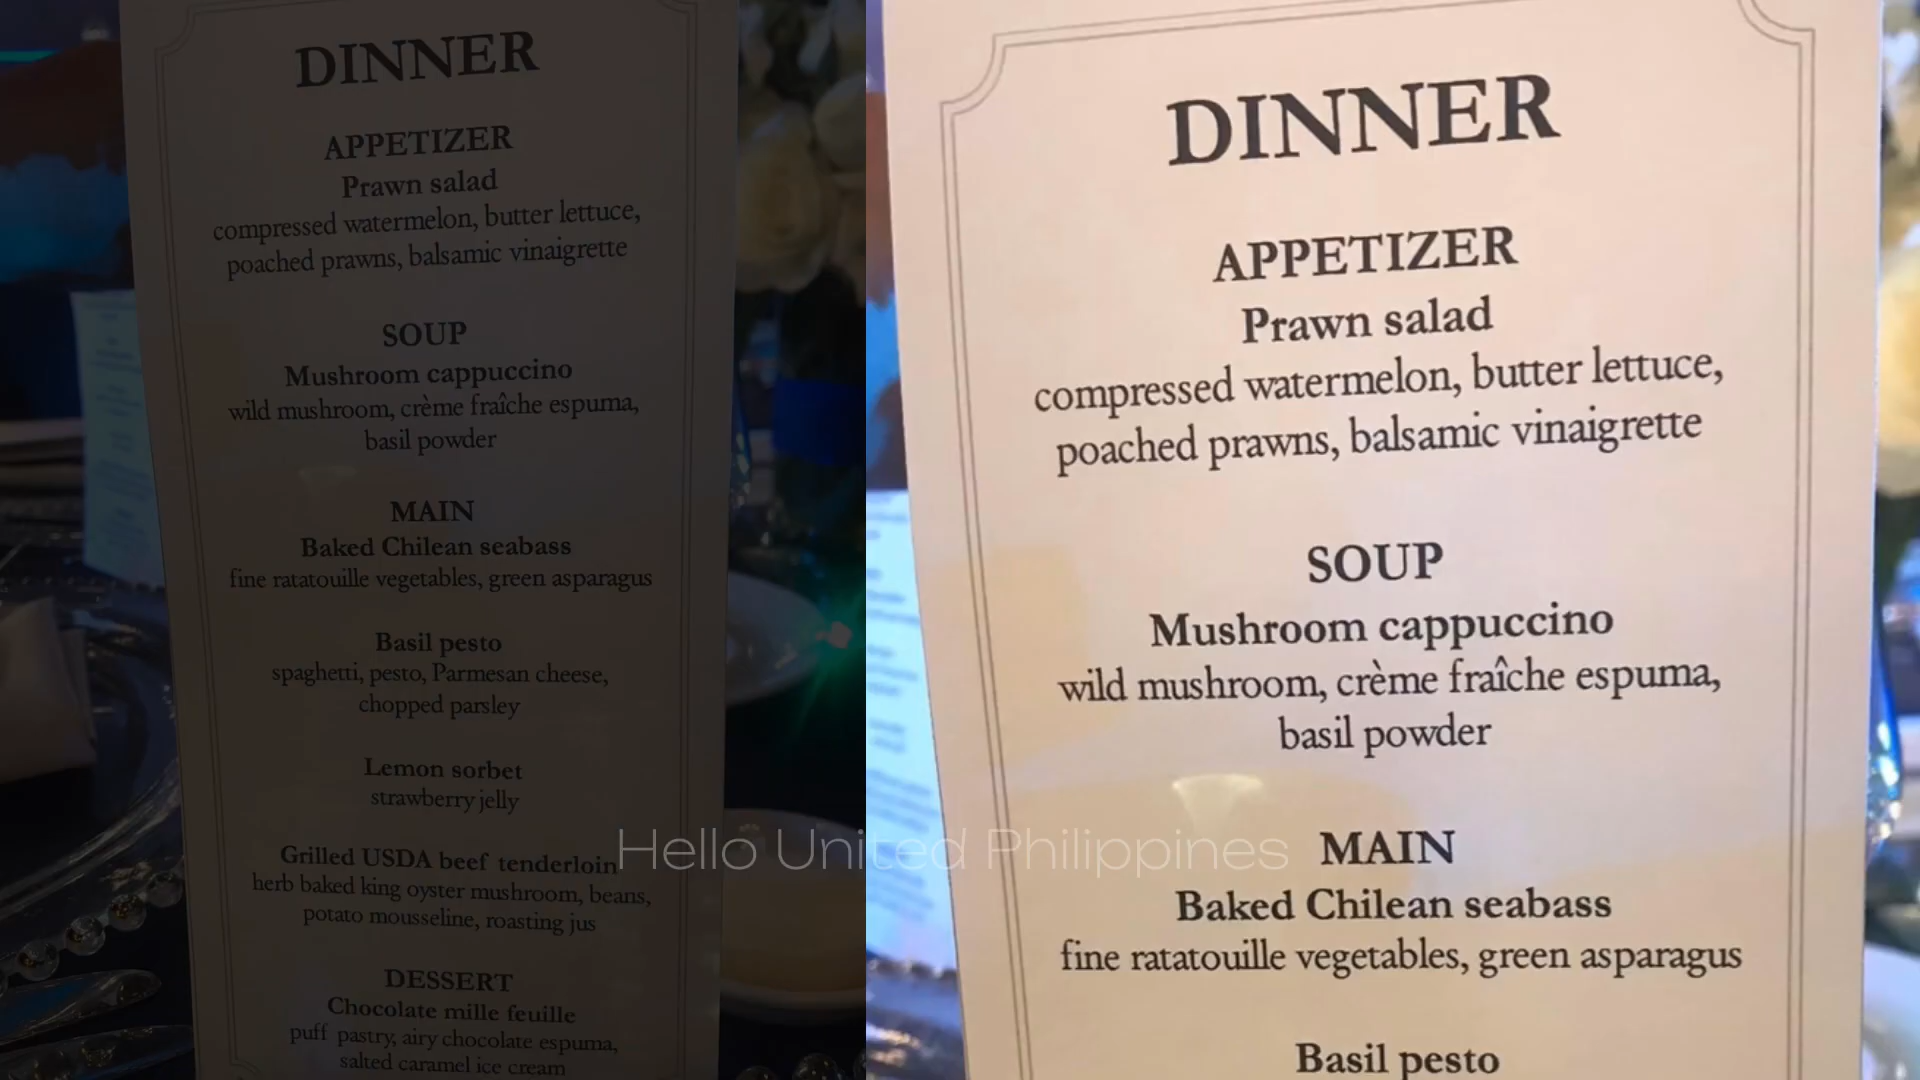 DINNER
APPETIZER
Prawn salad
compressed watermelon, butter lettuce,
poached prawns, balsamic vinaigrette
SOUP
Mushroom cappuccino
wild mushroom, crème fraîche espuma,
basil powder
MAIN
Baked Chilean seabass
fine ratatouille vegetables, green asparagus
Basil pesto
spaghetti, pesto, Parmesan cheese,
chopped parsley
Lemon sorbet
strawberry jelly
Grilled USDA beef tenderloin
herb baked king oyster mushroom, beans,
potato mousseline, roasting jus
DESSERT
Chocolate mille feuille
puff pastry, airy chocolate espuma,
salted caramel ice cream
DINNER
APPETIZER
Prawn salad
compressed watermelon, butter lettuce,
poached prawns, balsamic vinaigrette
SOUP
Mushroom cappuccino
wild mushroom, crème fraîche espuma,
basil powder
MAIN
Baked Chilean seabass
fine ratatouille vegetables, green asparagus
Basil pesto
Hello United Philippines